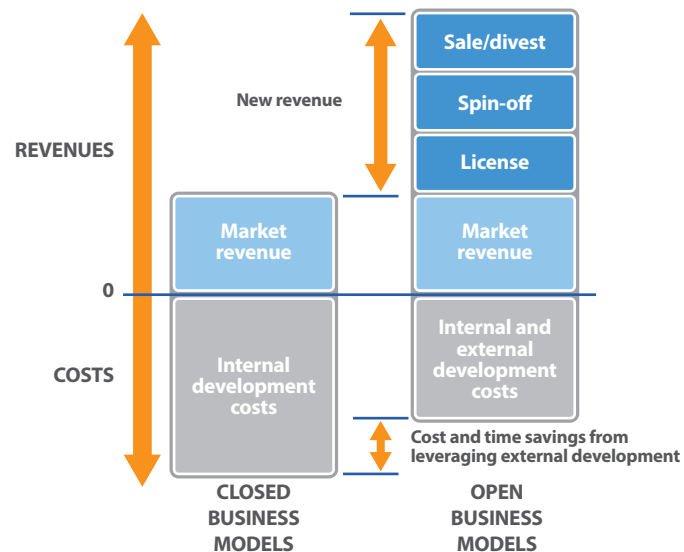 Sale/divest
New revenue
Spin-off
REVENUES
License
Market
revenue
Market
revenue
0
Internal
development
costs
Internal and
external
development
costs
COSTS
Cost and time savings from
leveraging external development
CLOSED
BUSINESS
MODELS
OPEN
BUSINESS
MODELS